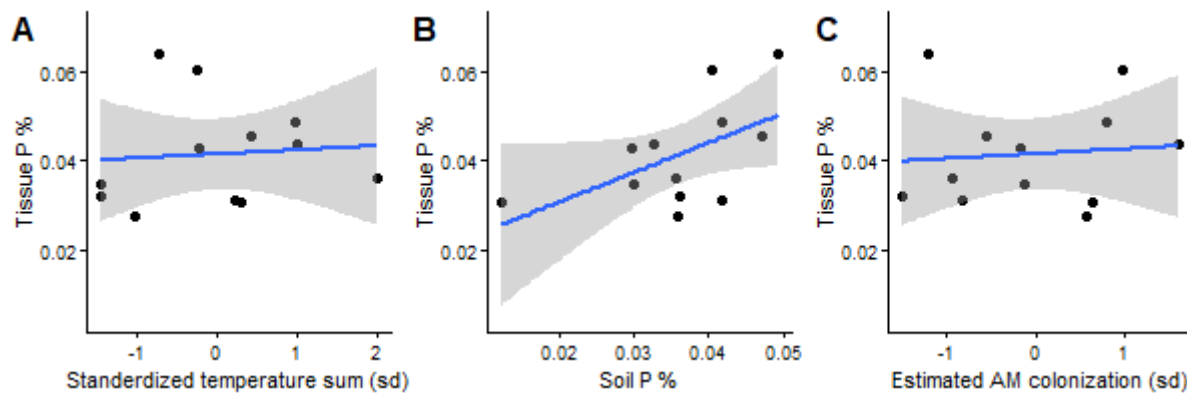 A
Tissue P %
0.06
0.04
0.02
-1 0 1 2
Standerdized temperature sum (sd)
B
Tissue P %
0.06
0.04
0.02
0.02 0.03 0.04 0.05
Soil P %
C
Tissue P %
0.06
0.04
0.02
-1 0 1
Estimated AM colonization (sd)